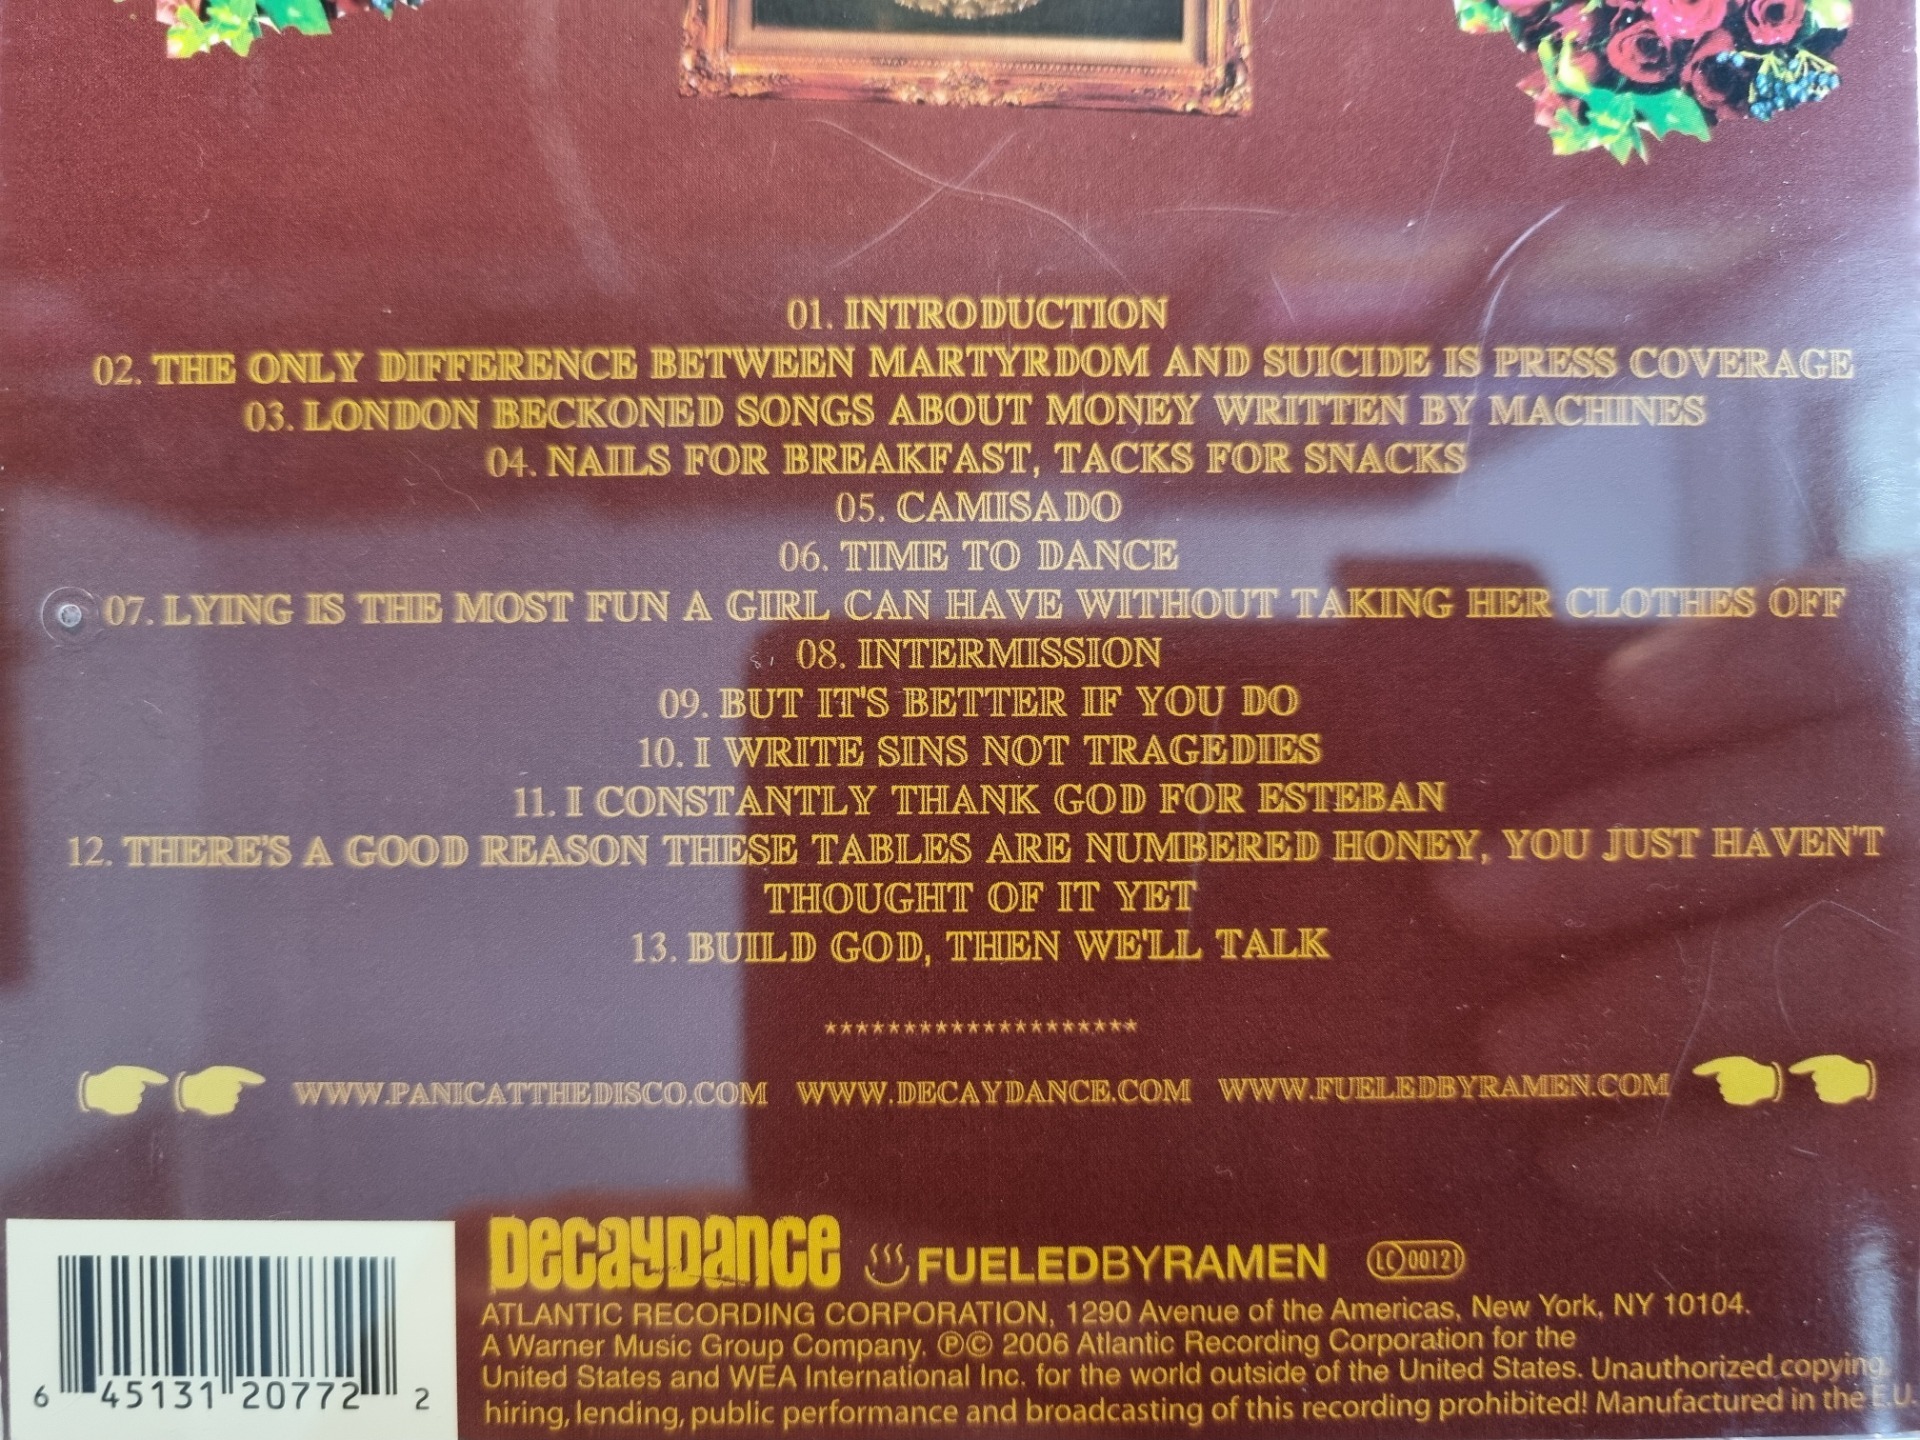 01. INTRODUCTION
02. THE ONLY DIFFERENCE BETWEEN MARTYRDOM AND SUICIDE IS PRESS COVERAGE
03. LONDON BECKONED SONGS ABOUT MONEY WRITTEN BY MACHINES
04. NAILS FOR BREAKFAST, TACKS FOR SNACKS
05. CAMISADO
06. TIME TO DANCE
07. LYING IS THE MOST FUN A GIRL CAN HAVE WITHOUT TAKING HER CLOTHES OFF
08. INTERMISSION
09. BUT IT'S BETTER IF YOU DO
10. I WRITE SINS NOT TRAGEDIES
11. I CONSTANTLY THANK GOD FOR ESTEBAN
12. THERE'S A GOOD REASON THESE TABLES ARE NUMBERED HONEY, YOU JUST HAVEN'T
THOUGHT OF IT YET
13. BUILD GOD, THEN WE'LL TALK
********************
WWW.PANICATTHEDISCO.COM WWW.DECAYDANCE.COM WWW.FUELEDBYRAMEN.COM
DECAYDANCE FUELEDBYRAMEN LC 00121
ATLANTIC RECORDING CORPORATION, 1290 Avenue of the Americas, New York, NY 10104.
A Warner Music Group Company. ℗© 2006 Atlantic Recording Corporation for the
United States and WEA International Inc. for the world outside of the United States. Unauthorized copying,
hiring, lending, public performance and broadcasting of this recording prohibited! Manufactured in the E.U.
6 45131 20772 2